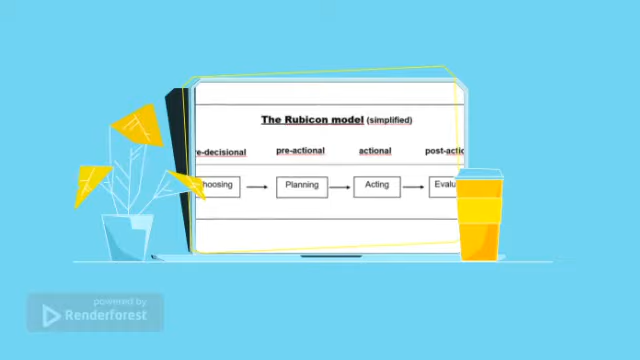 The Rubicon model (simplified)
re-decisional pre-actional actional post-actio
hoosing Planning Acting Evalu
powered by
Renderforest